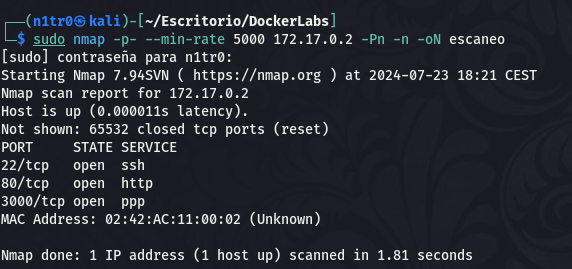 ┌──(n1tr0㉿kali)-[~/Escritorio/DockerLabs]
└─$ sudo nmap -p- --min-rate 5000 172.17.0.2 -Pn -n -oN escaneo
[sudo] contraseña para n1tr0:
Starting Nmap 7.94SVN ( https://nmap.org ) at 2024-07-23 18:21 CEST
Nmap scan report for 172.17.0.2
Host is up (0.000011s latency).
Not shown: 65532 closed tcp ports (reset)
PORT     STATE SERVICE
22/tcp   open  ssh
80/tcp   open  http
3000/tcp open  ppp
MAC Address: 02:42:AC:11:00:02 (Unknown)
Nmap done: 1 IP address (1 host up) scanned in 1.81 seconds